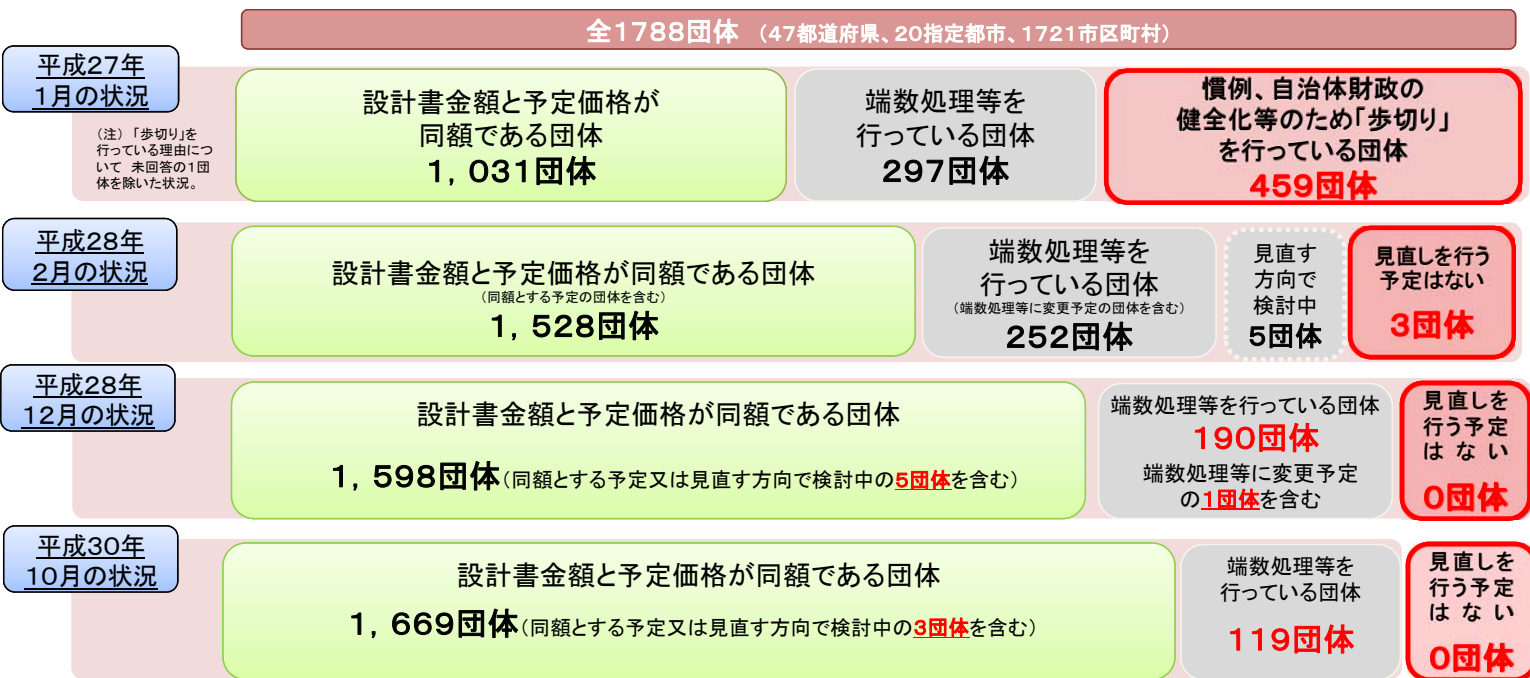 全1788団体 (47都道府県、20指定都市、1721市区町村)
平成27年
1月の状況
(注)「歩切り」を
行っている理由につ
いて 未回答の1団
体を除いた状況。
設計書金額と予定価格が
同額である団体
1,031団体
端数処理等を
行っている団体
297団体
慣例、自治体財政の
健全化等のため「歩切り」
を行っている団体
459団体
平成28年
2月の状況
設計書金額と予定価格が同額である団体
(同額とする予定の団体を含む)
1,528団体
端数処理等を
行っている団体
(端数処理等に変更予定の団体を含む)
252団体
見直す
方向で
検討中
5団体
見直しを行う
予定はない
3団体
平成28年
12月の状況
設計書金額と予定価格が同額である団体
1,598団体(同額とする予定又は見直す方向で検討中の5団体を含む)
端数処理等を行っている団体
190団体
端数処理等に変更予定
の1団体を含む
見直しを
行う予定
は な い
0団体
平成30年
10月の状況
設計書金額と予定価格が同額である団体
1,669団体(同額とする予定又は見直す方向で検討中の3団体を含む)
端数処理等を
行っている団体
119団体
見直しを
行う予定
は な い
0団体